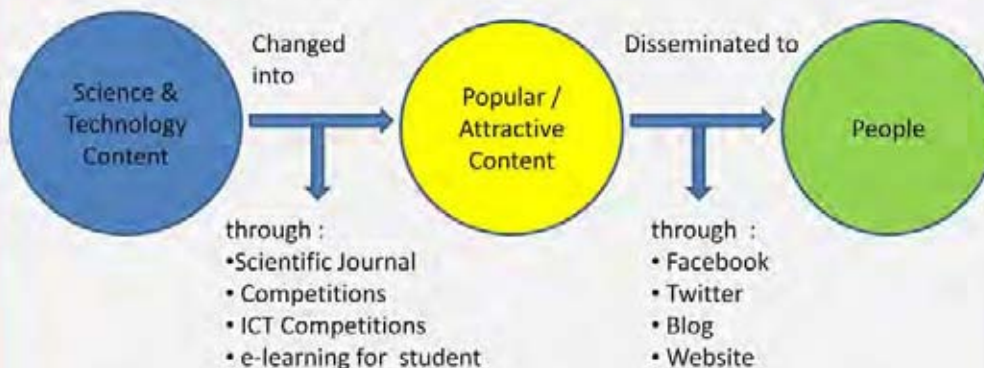 Science &
Technology
Content
Changed
into
through :
•Scientific Journal
• Competitions
• ICT Competitions
• e-learning for student
Popular /
Attractive
Content
Disseminated to
through :
• Facebook
• Twitter
• Blog
• Website
People